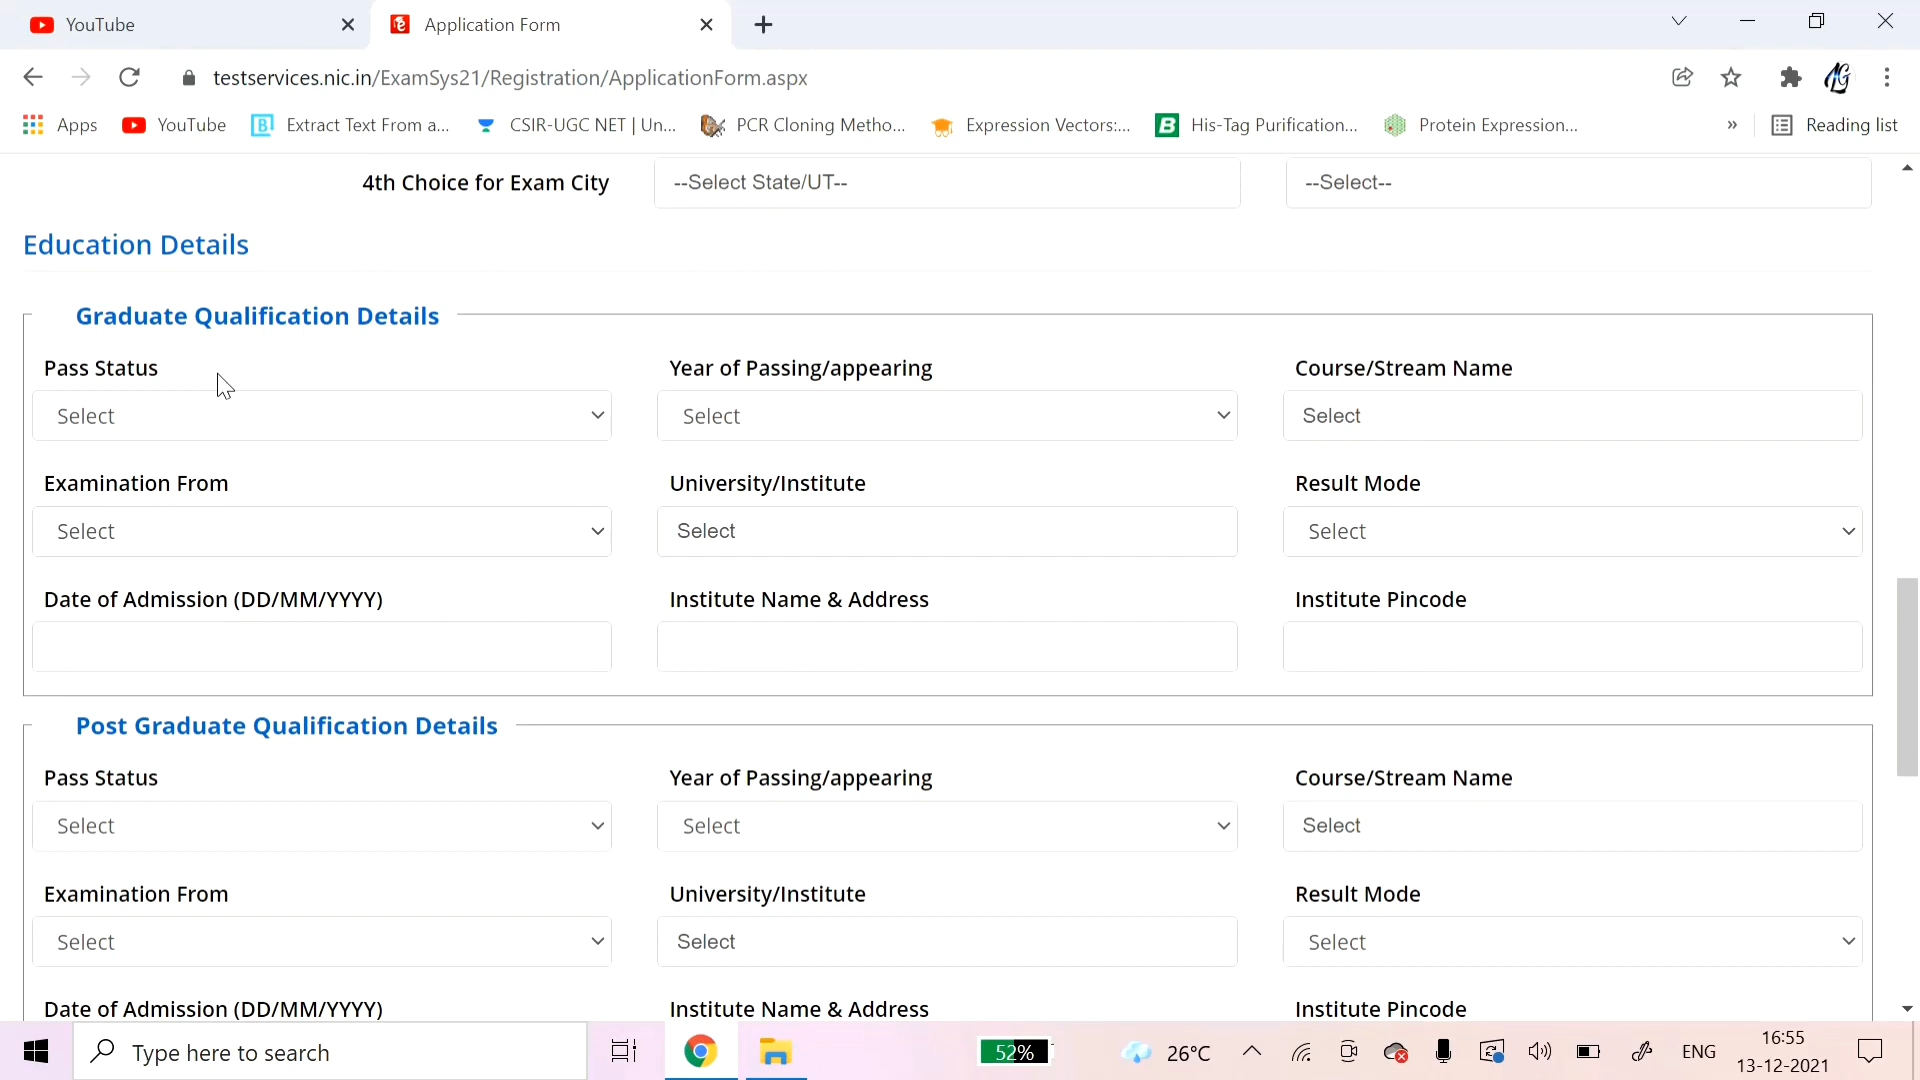 YouTube
Application Form
testservices.nic.in/ExamSys21/Registration/ApplicationForm.aspx
Apps YouTube Extract Text From a... CSIR-UGC NET | Un... PCR Cloning Metho... Expression Vectors:... His-Tag Purification... Protein Expression... » Reading list
4th Choice for Exam City --Select State/UT-- --Select--
Education Details
Graduate Qualification Details
Pass Status Year of Passing/appearing Course/Stream Name
Select Select Select
Examination From University/Institute Result Mode
Select Select Select
Date of Admission (DD/MM/YYYY) Institute Name & Address Institute Pincode
Post Graduate Qualification Details
Pass Status Year of Passing/appearing Course/Stream Name
Select Select Select
Examination From University/Institute Result Mode
Select Select Select
Date of Admission (DD/MM/YYYY) Institute Name & Address Institute Pincode
Type here to search 52% 26°C ENG 16:55
13-12-2021